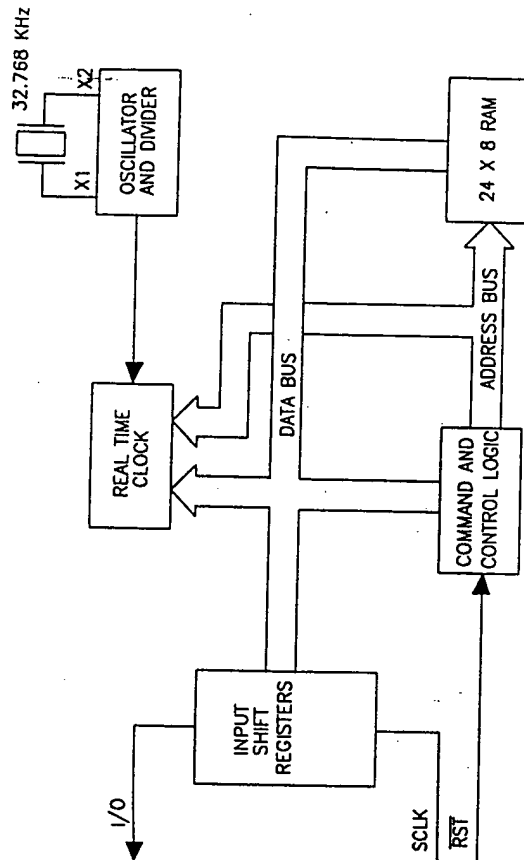 32.768 KHz
X1
X2
OSCILLATOR
AND DIVIDER
REAL TIME
CLOCK
DATA BUS
24 X 8 RAM
ADDRESS BUS
COMMAND AND
CONTROL LOGIC
INPUT
SHIFT
REGISTERS
I/O
SCLK
RST